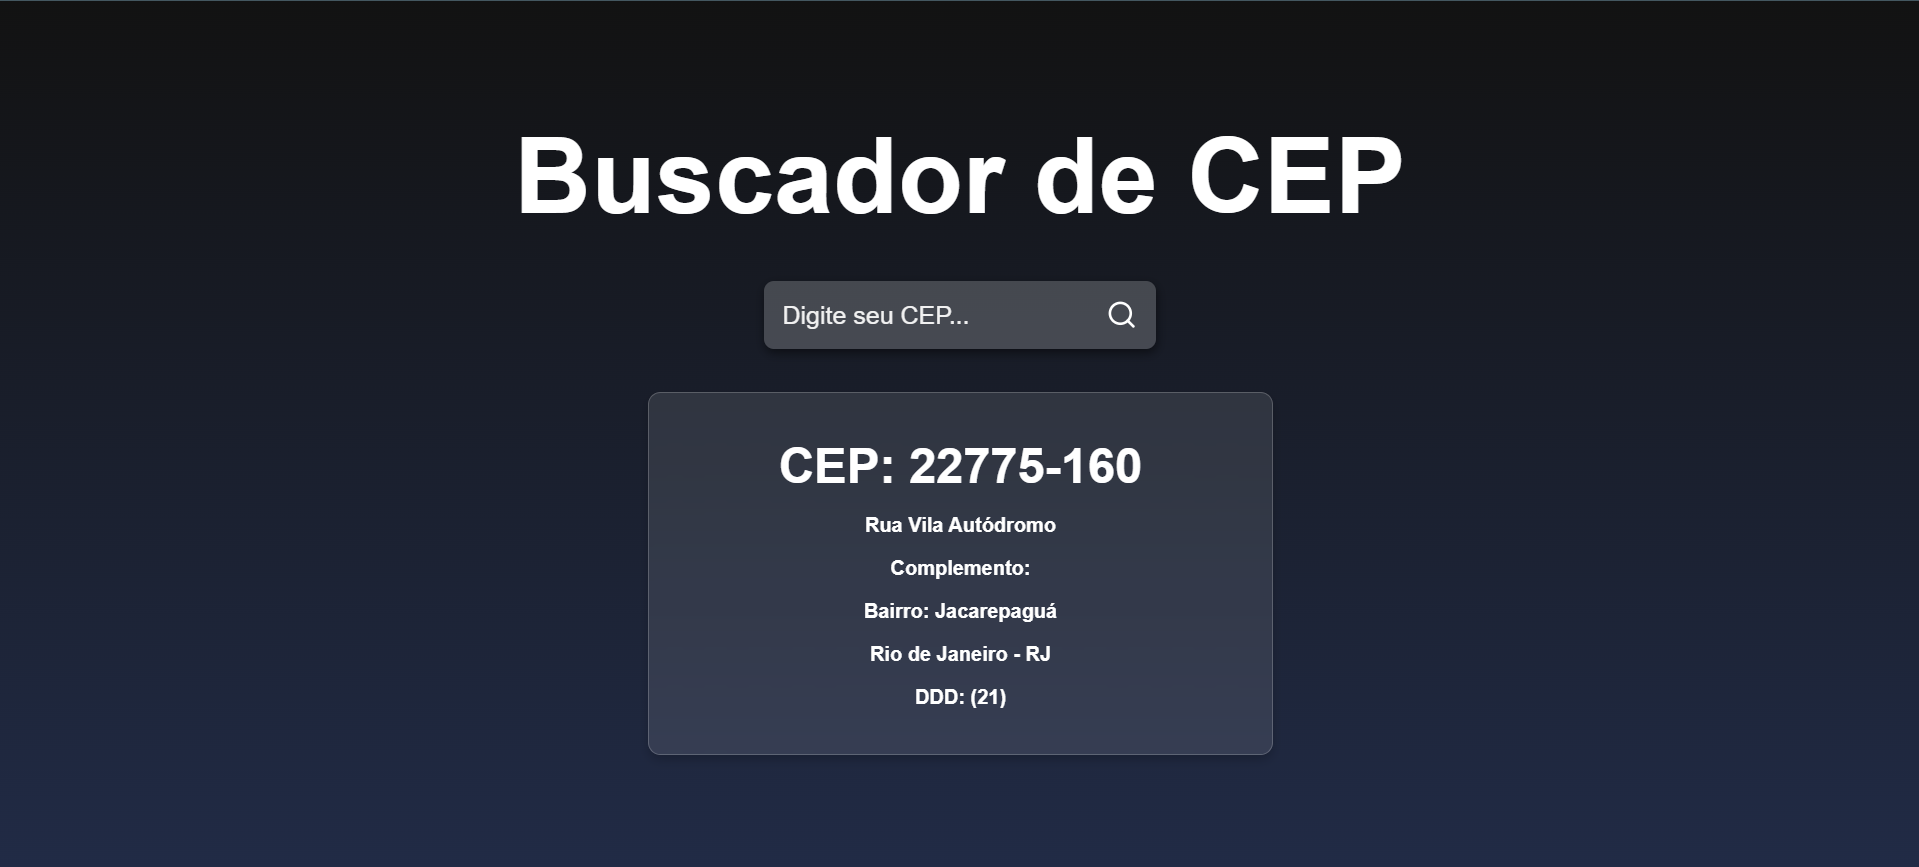 Buscador de CEP
Digite seu CEP...
CEP: 22775-160
Rua Vila Autódromo
Complemento:
Bairro: Jacarepaguá
Rio de Janeiro - RJ
DDD: (21)